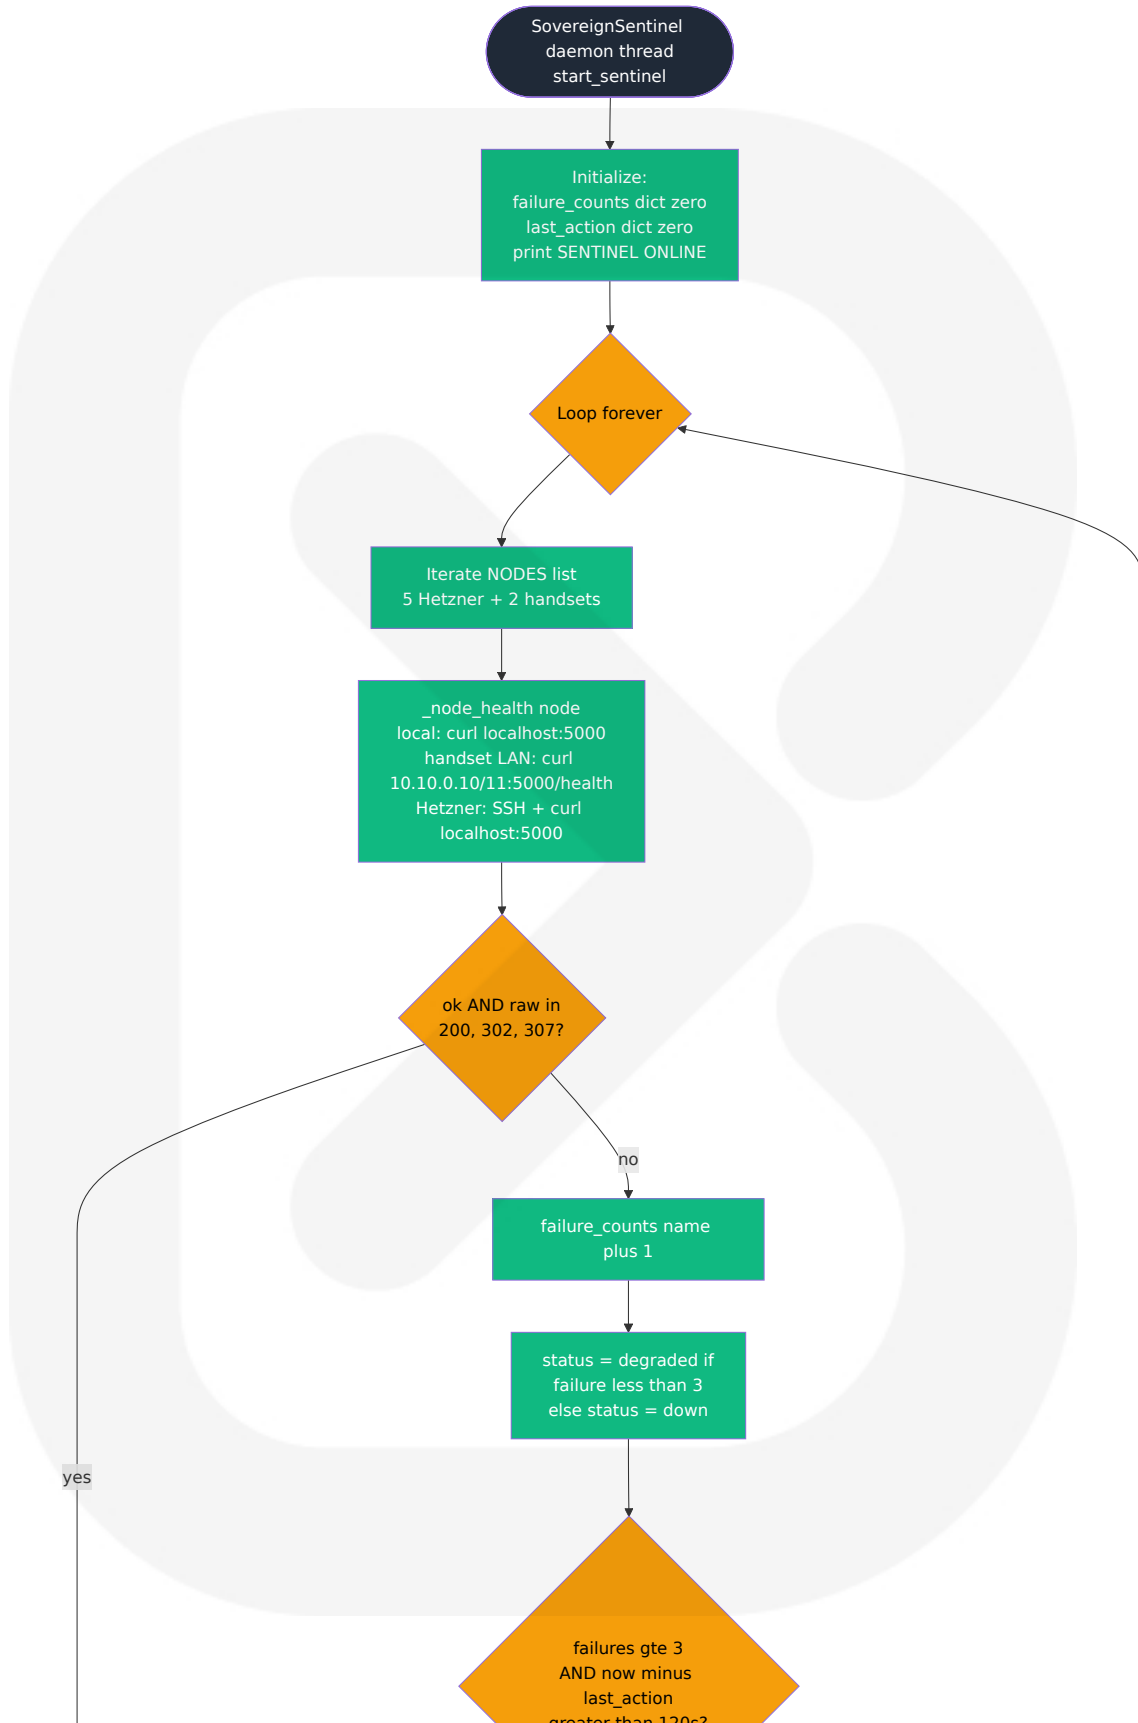 SovereignSentinel
daemon thread
start_sentinel
Initialize:
failure_counts dict zero
last_action dict zero
print SENTINEL ONLINE
Loop forever
Iterate NODES list
5 Hetzner + 2 handsets
_node_health node
local: curl localhost:5000
handset LAN: curl
10.10.0.10/11:5000/health
Hetzner: SSH + curl
localhost:5000
ok AND raw in
200, 302, 307?
no
failure_counts name
plus 1
status = degraded if
failure less than 3
else status = down
yes
failures gte 3
AND now minus
last_action
greater than 120s?